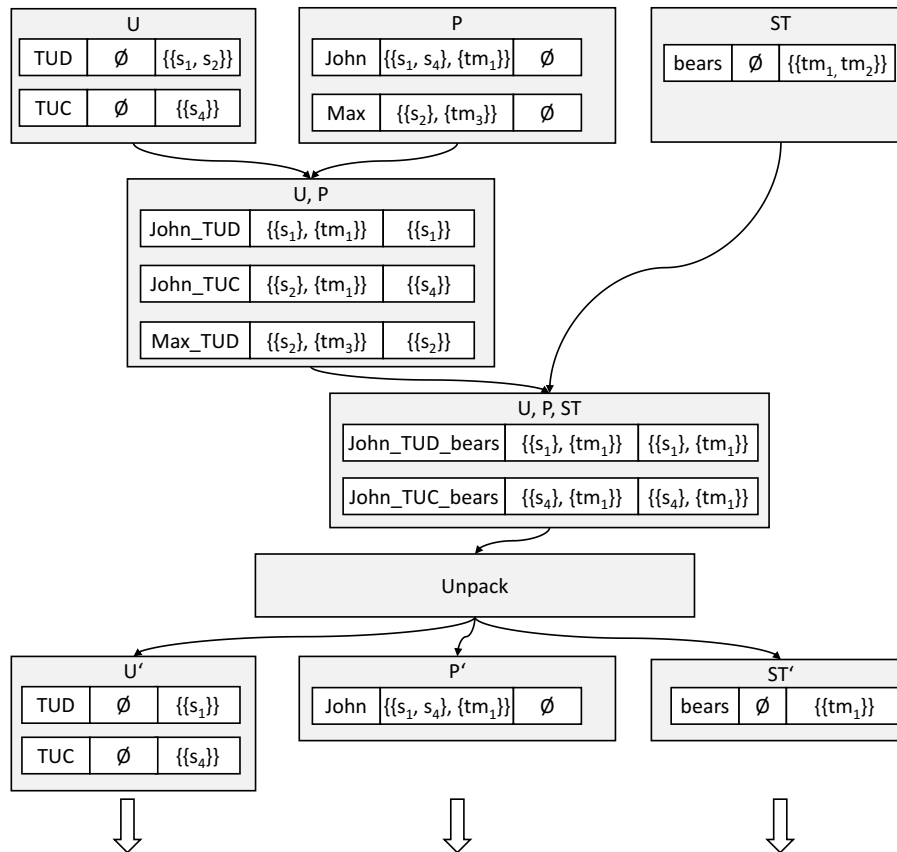 U
TUD Ø {{s₁, s₂}}
TUC Ø {{s₄}}
P
John {{s₁, s₄}, {tm₁}} Ø
Max {{s₂}, {tm₃}} Ø
ST
bears Ø {{tm₁, tm₂}}
U, P
John_TUD {{s₁}, {tm₁}} {{s₁}}
John_TUC {{s₂}, {tm₁}} {{s₄}}
Max_TUD {{s₂}, {tm₃}} {{s₂}}
U, P, ST
John_TUD_bears {{s₁}, {tm₁}} {{s₁}, {tm₁}}
John_TUC_bears {{s₄}, {tm₁}} {{s₄}, {tm₁}}
Unpack
U‘
TUD Ø {{s₁}}
TUC Ø {{s₄}}
P‘
John {{s₁, s₄}, {tm₁}} Ø
ST‘
bears Ø {{tm₁}}